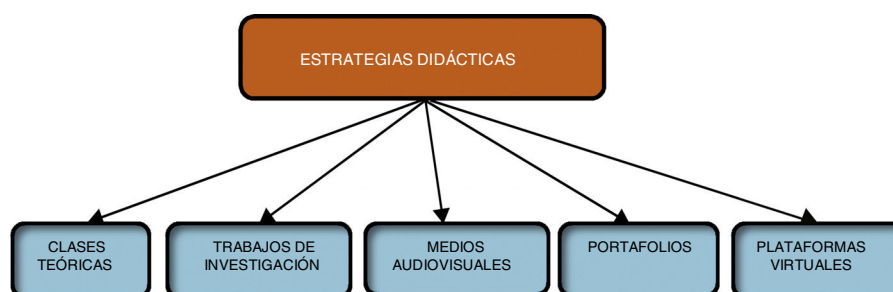 ESTRATEGIAS DIDÁCTICAS
CLASES
TEÓRICAS
TRABAJOS DE
INVESTIGACIÓN
MEDIOS
AUDIOVISUALES
PORTAFOLIOS
PLATAFORMAS
VIRTUALES